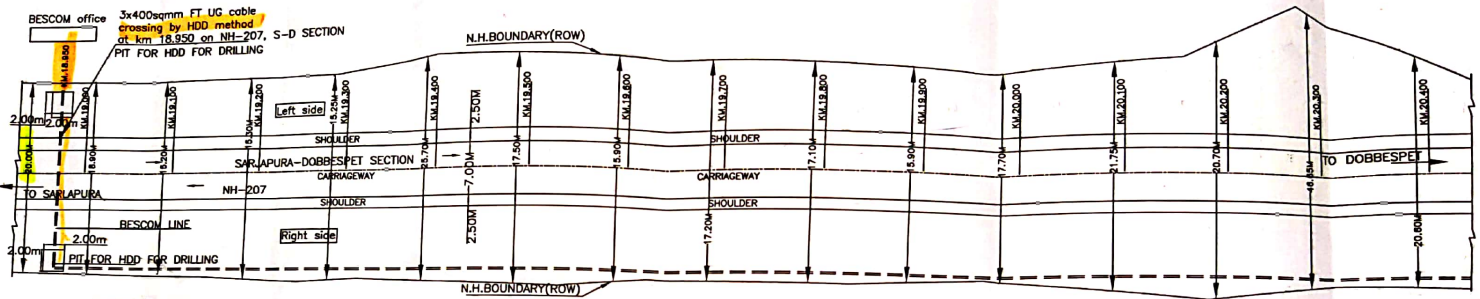 BESCOM office
3x400sqmm FT UG cable
crossing by HDD method
at km 18.950 on NH-207, S-D SECTION
PIT FOR HDD FOR DRILLING
KM.18.950
N.H.BOUNDARY(ROW)
2.00m
2.00m
20.00M
KM.19.000
18.90M
KM.19.100
15.20M
KM.19.200
15.30M
KM.19.300
15.25M
KM.19.400
KM.19.500
17.50M
KM.19.600
15.90M
KM.19.700
17.20M
KM.19.800
17.10M
KM.19.900
15.90M
KM.20.000
17.70M
KM.20.100
21.75M
KM.20.200
20.70M
KM.20.300
KM.20.400
20.60M
Left side
2.50M
SHOULDER
SHOULDER
SARJAPURA-DOBBESPET SECTION
7.00M
CARRIAGEWAY
CARRIAGEWAY
TO DOBBESPET
TO SARJAPURA
NH-207
SHOULDER
SHOULDER
BESCOM LINE
2.50M
Right side
2.00m
2.00m
PIT FOR HDD FOR DRILLING
N.H.BOUNDARY(ROW)